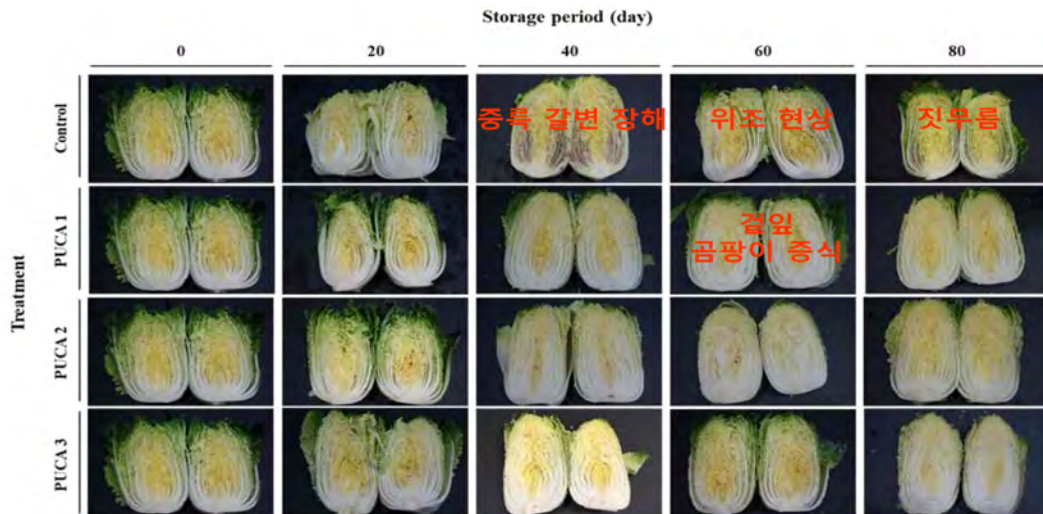 Storage period (day)
0 20 40 60 80
Treatment
Control
중륵 갈변 장해 위조 현상 짓무름
PUCA 1
겉잎
곰팡이 증식
PUCA 2
PUCA 3